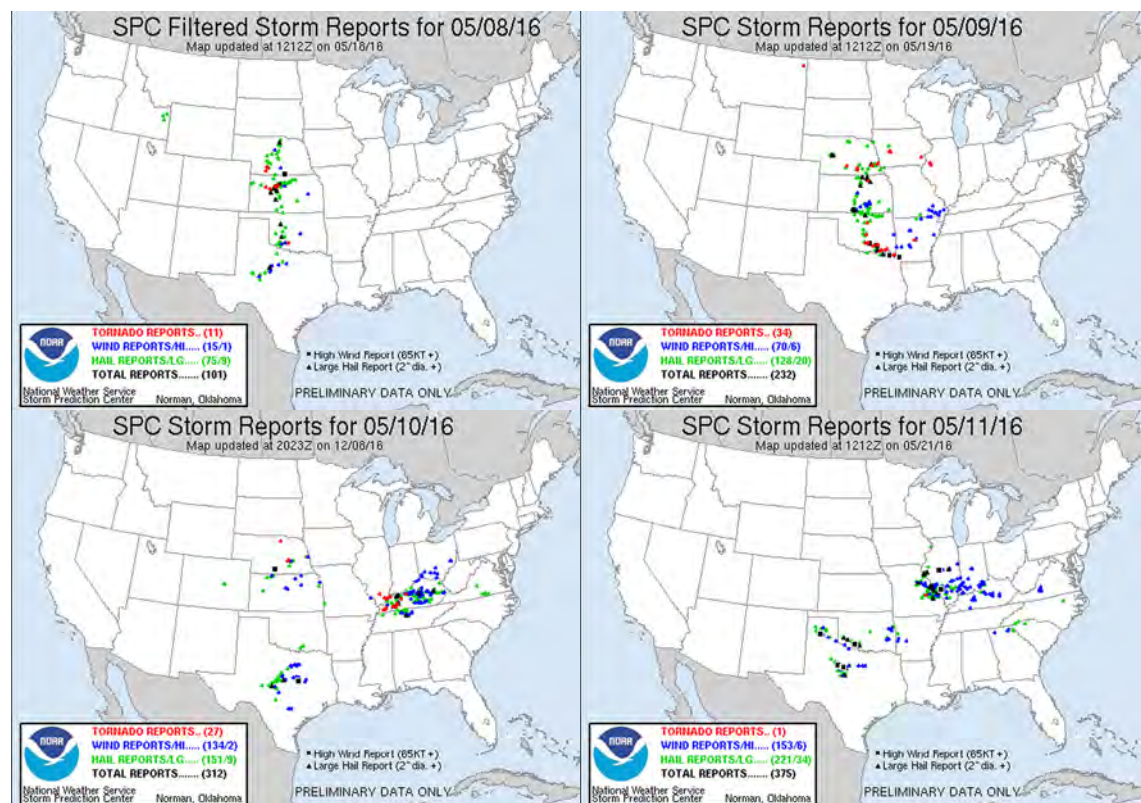 SPC Filtered Storm Reports for 05/08/16
Map updated at 1212Z on 05/18/16
NOAA
TORNADO REPORTS.. (11)
WIND REPORTS/HI..... (15/1)
HAIL REPORTS/LG..... (75/9)
TOTAL REPORTS....... (101)
National Weather Service
Storm Prediction Center Norman, Oklahoma
High Wind Report (65KT +)
Large Hail Report (2" dia. +)
PRELIMINARY DATA ONLY
SPC Storm Reports for 05/09/16
Map updated at 1212Z on 05/19/16
NOAA
TORNADO REPORTS.. (34)
WIND REPORTS/HI..... (70/6)
HAIL REPORTS/LG..... (128/20)
TOTAL REPORTS....... (232)
National Weather Service
Storm Prediction Center Norman, Oklahoma
High Wind Report (65KT +)
Large Hail Report (2" dia. +)
PRELIMINARY DATA ONLY
SPC Storm Reports for 05/10/16
Map updated at 2023Z on 12/08/16
NOAA
TORNADO REPORTS.. (27)
WIND REPORTS/HI..... (134/2)
HAIL REPORTS/LG..... (151/9)
TOTAL REPORTS....... (312)
National Weather Service
Storm Prediction Center Norman, Oklahoma
High Wind Report (65KT +)
Large Hail Report (2" dia. +)
PRELIMINARY DATA ONLY
SPC Storm Reports for 05/11/16
Map updated at 1212Z on 05/21/16
NOAA
TORNADO REPORTS.. (1)
WIND REPORTS/HI..... (153/6)
HAIL REPORTS/LG..... (221/34)
TOTAL REPORTS....... (375)
National Weather Service
Storm Prediction Center Norman, Oklahoma
High Wind Report (65KT +)
Large Hail Report (2" dia. +)
PRELIMINARY DATA ONLY